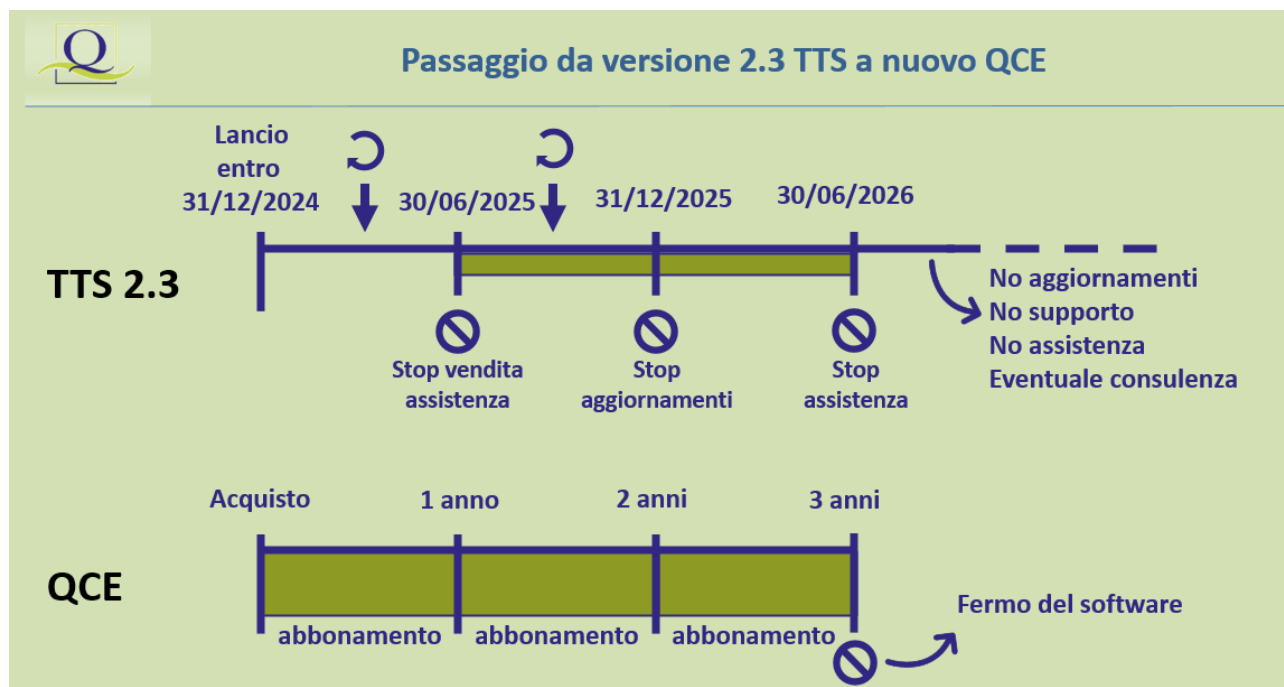 Q
Passaggio da versione 2.3 TTS a nuovo QCE
Lancio
entro
31/12/2024
30/06/2025
31/12/2025
30/06/2026
TTS 2.3
No aggiornamenti
No supporto
No assistenza
Eventuale consulenza
Stop vendita
assistenza
Stop
aggiornamenti
Stop
assistenza
Acquisto
1 anno
2 anni
3 anni
QCE
abbonamento
abbonamento
abbonamento
Fermo del software